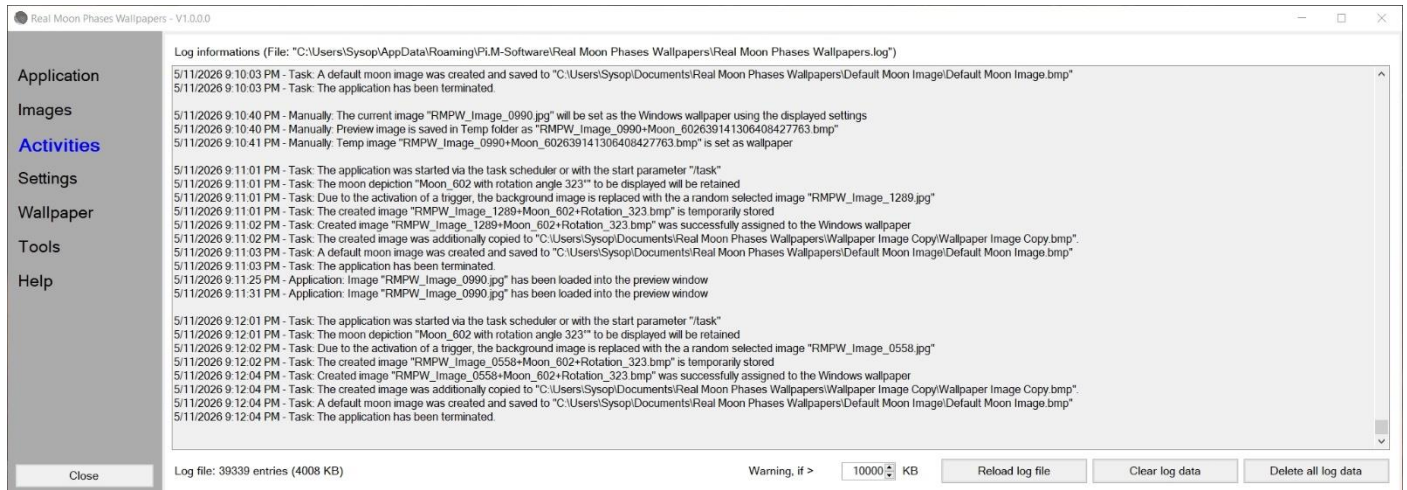 Real Moon Phases Wallpapers - V1.0.0.0
Application
Images
Activities
Settings
Wallpaper
Tools
Help
Close
Log informations (File: "C:\Users\Sysop\AppData\Roaming\Pi.M-Software\Real Moon Phases Wallpapers\Real Moon Phases Wallpapers.log")
5/11/2026 9:10:03 PM - Task: A default moon image was created and saved to "C:\Users\Sysop\Documents\Real Moon Phases Wallpapers\Default Moon Image\Default Moon Image.bmp"
5/11/2026 9:10:03 PM - Task: The application has been terminated.
5/11/2026 9:10:40 PM - Manually: The current image "RMPW_Image_0990.jpg" will be set as the Windows wallpaper using the displayed settings
5/11/2026 9:10:40 PM - Manually: Preview image is saved in Temp folder as "RMPW_Image_0990+Moon_602639141306408427763.bmp"
5/11/2026 9:10:41 PM - Manually: Temp image "RMPW_Image_0990+Moon_602639141306408427763.bmp" is set as wallpaper
5/11/2026 9:11:01 PM - Task: The application was started via the task scheduler or with the start parameter "/task"
5/11/2026 9:11:01 PM - Task: The moon depiction "Moon_602 with rotation angle 323°" to be displayed will be retained
5/11/2026 9:11:01 PM - Task: Due to the activation of a trigger, the background image is replaced with the a random selected image "RMPW_Image_1289.jpg"
5/11/2026 9:11:01 PM - Task: The created image "RMPW_Image_1289+Moon_602+Rotation_323.bmp" is temporarily stored
5/11/2026 9:11:02 PM - Task: Created image "RMPW_Image_1289+Moon_602+Rotation_323.bmp" was successfully assigned to the Windows wallpaper
5/11/2026 9:11:02 PM - Task: The created image was additionally copied to "C:\Users\Sysop\Documents\Real Moon Phases Wallpapers\Wallpaper Image Copy\Wallpaper Image Copy.bmp".
5/11/2026 9:11:03 PM - Task: A default moon image was created and saved to "C:\Users\Sysop\Documents\Real Moon Phases Wallpapers\Default Moon Image\Default Moon Image.bmp"
5/11/2026 9:11:03 PM - Task: The application has been terminated.
5/11/2026 9:11:25 PM - Application: Image "RMPW_Image_0990.jpg" has been loaded into the preview window
5/11/2026 9:11:31 PM - Application: Image "RMPW_Image_0990.jpg" has been loaded into the preview window
5/11/2026 9:12:01 PM - Task: The application was started via the task scheduler or with the start parameter "/task"
5/11/2026 9:12:01 PM - Task: The moon depiction "Moon_602 with rotation angle 323°" to be displayed will be retained
5/11/2026 9:12:02 PM - Task: Due to the activation of a trigger, the background image is replaced with the a random selected image "RMPW_Image_0558.jpg"
5/11/2026 9:12:02 PM - Task: The created image "RMPW_Image_0558+Moon_602+Rotation_323.bmp" is temporarily stored
5/11/2026 9:12:04 PM - Task: Created image "RMPW_Image_0558+Moon_602+Rotation_323.bmp" was successfully assigned to the Windows wallpaper
5/11/2026 9:12:04 PM - Task: The created image was additionally copied to "C:\Users\Sysop\Documents\Real Moon Phases Wallpapers\Wallpaper Image Copy\Wallpaper Image Copy.bmp".
5/11/2026 9:12:04 PM - Task: A default moon image was created and saved to "C:\Users\Sysop\Documents\Real Moon Phases Wallpapers\Default Moon Image\Default Moon Image.bmp"
5/11/2026 9:12:04 PM - Task: The application has been terminated.
Log file: 39339 entries (4008 KB)
Warning, if > 10000 KB
Reload log file
Clear log data
Delete all log data